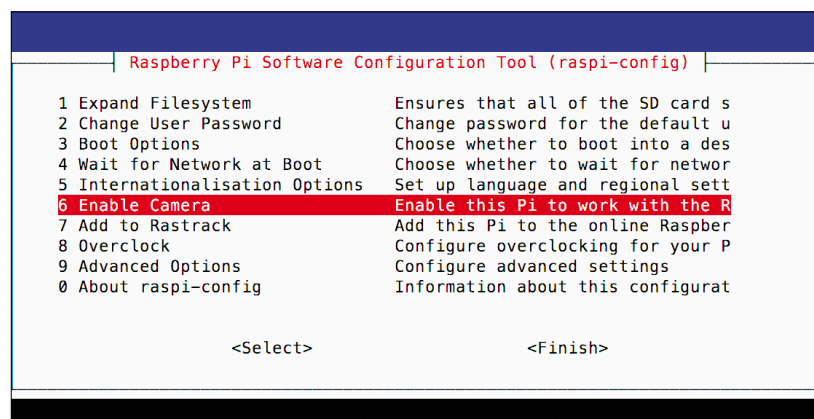 Raspberry Pi Software Configuration Tool (raspi-config)
1 Expand Filesystem Ensures that all of the SD card s
2 Change User Password Change password for the default u
3 Boot Options Choose whether to boot into a des
4 Wait for Network at Boot Choose whether to wait for networ
5 Internationalisation Options Set up language and regional sett
6 Enable Camera Enable this Pi to work with the R
7 Add to Rastrack Add this Pi to the online Raspber
8 Overclock Configure overclocking for your P
9 Advanced Options Configure advanced settings
0 About raspi-config Information about this configurat
<Select> <Finish>